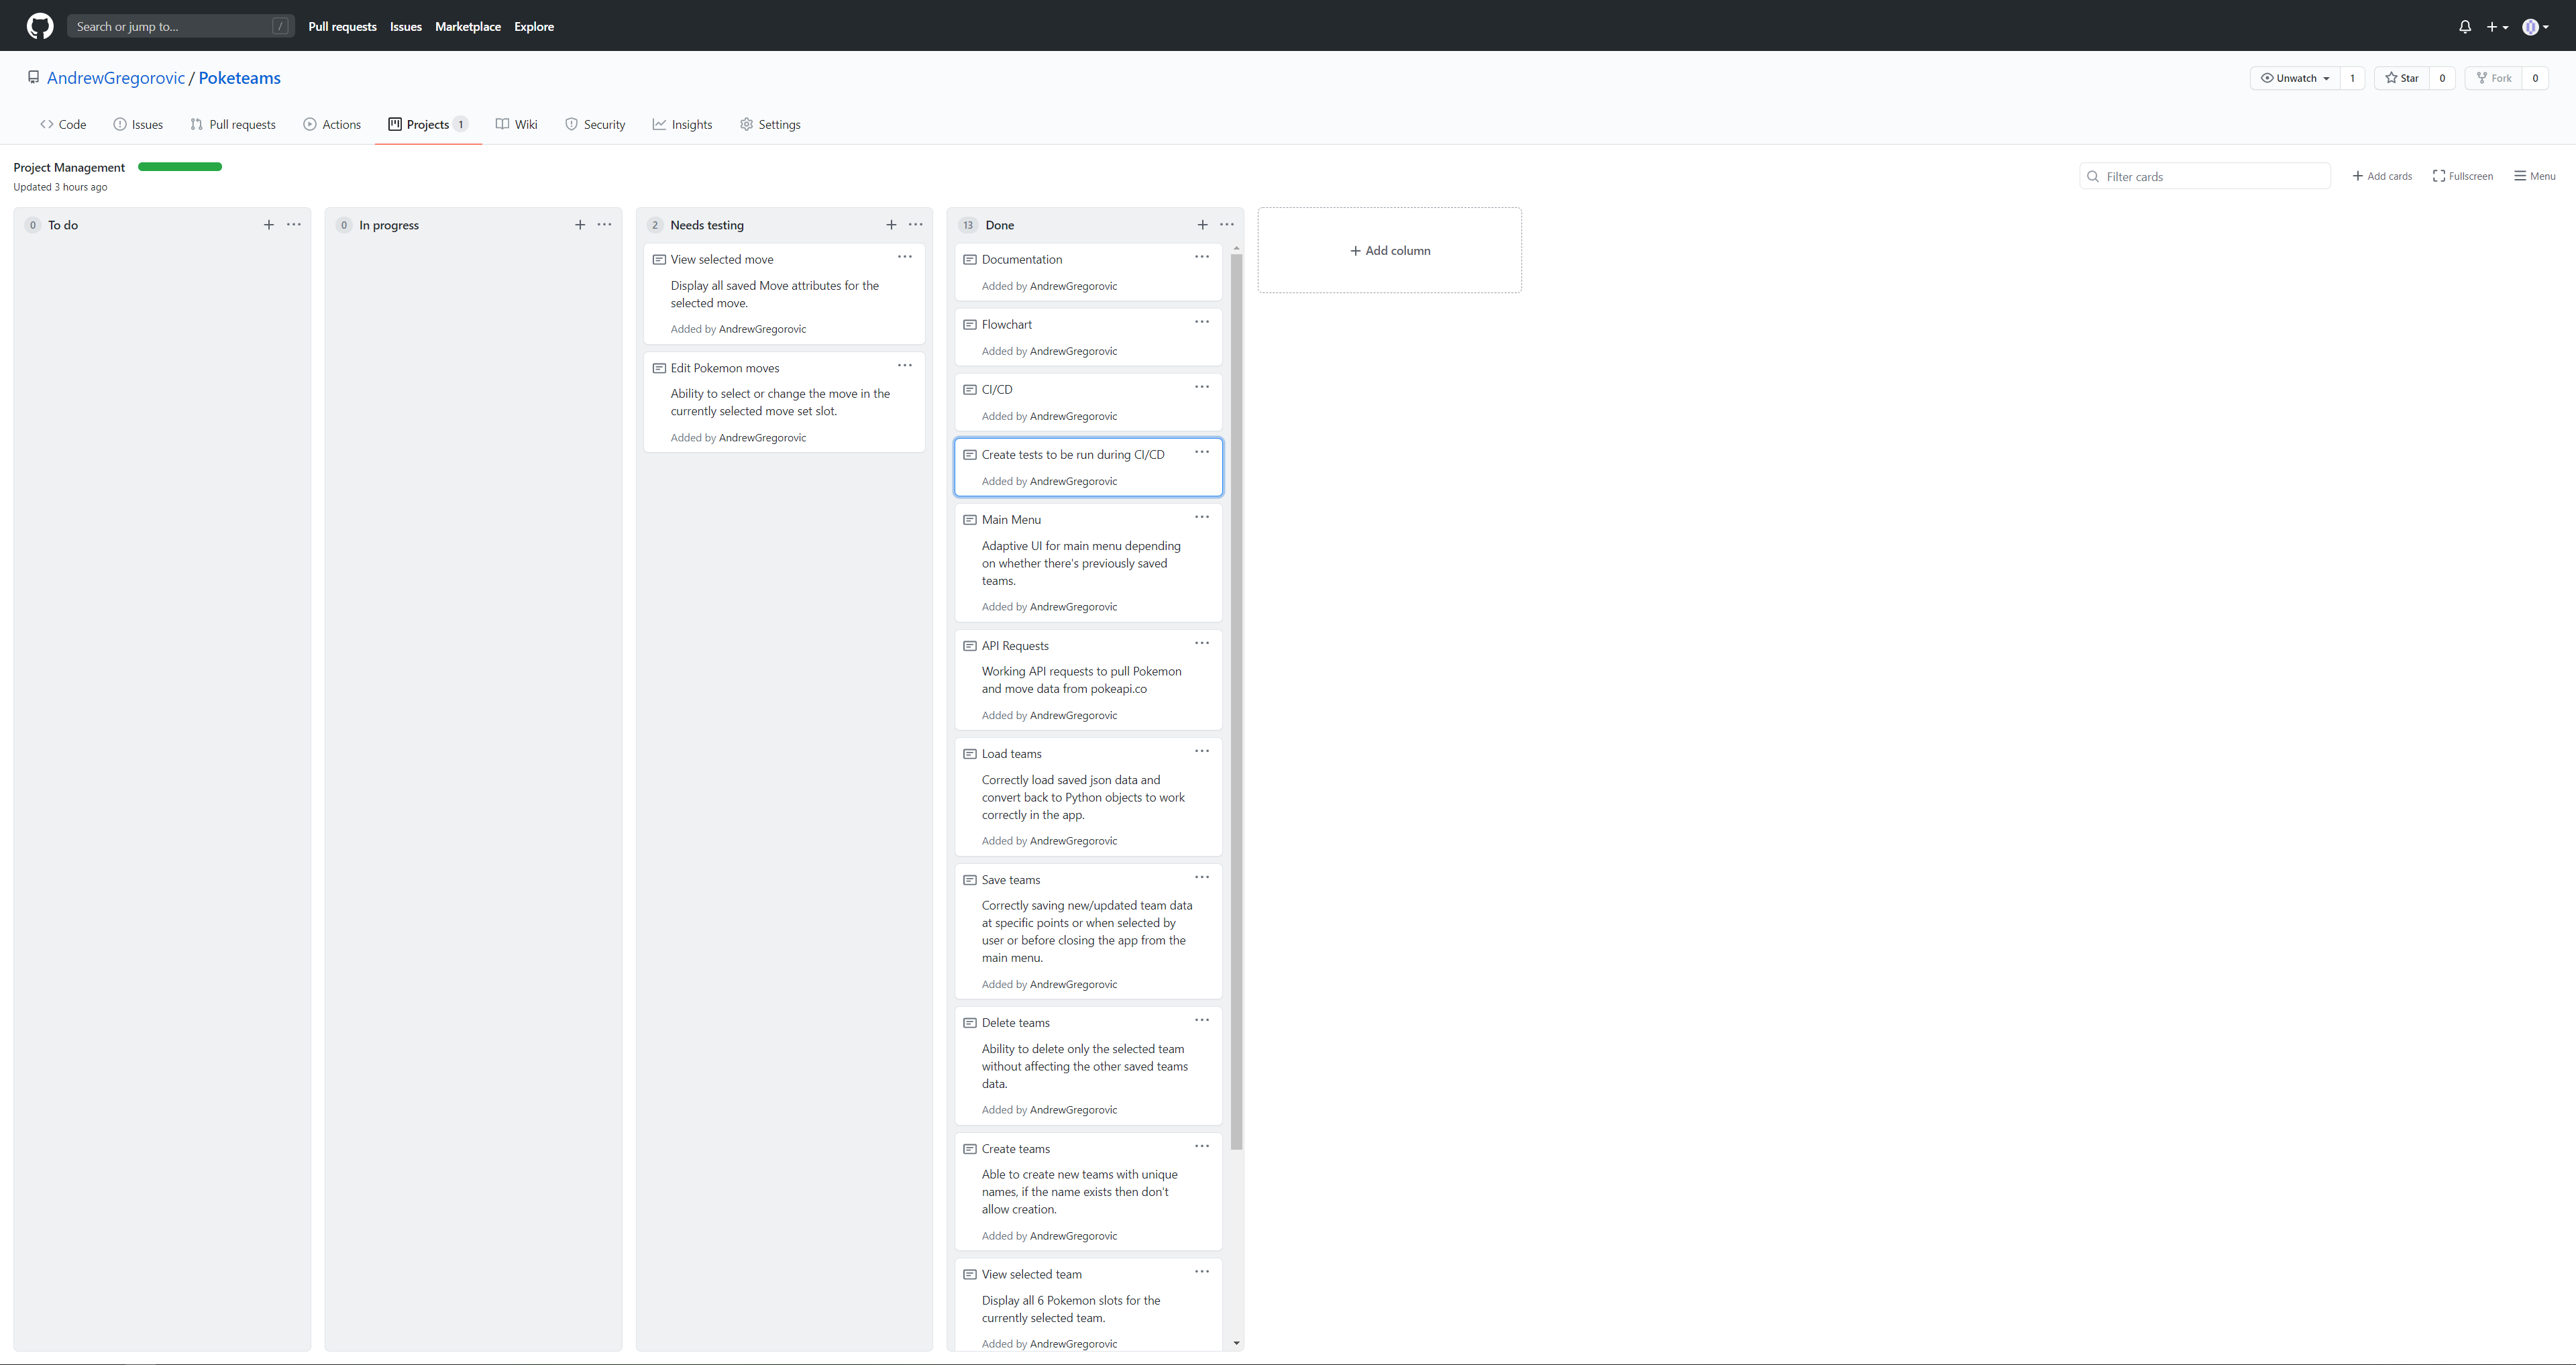 Search or jump to... /
Pull requests Issues Marketplace Explore
AndrewGregorovic / Poketeams
Unwatch 1 Star 0 Fork 0
Code Issues Pull requests Actions Projects 1 Wiki Security Insights Settings
Project Management
Updated 3 hours ago
Filter cards
Add cards Fullscreen Menu
0 To do
0 In progress
2 Needs testing
View selected move
Display all saved Move attributes for the
selected move.
Added by AndrewGregorovic
Edit Pokemon moves
Ability to select or change the move in the
currently selected move set slot.
Added by AndrewGregorovic
13 Done
Documentation
Added by AndrewGregorovic
Flowchart
Added by AndrewGregorovic
CI/CD
Added by AndrewGregorovic
Create tests to be run during CI/CD
Added by AndrewGregorovic
Main Menu
Adaptive UI for main menu depending
on whether there's previously saved
teams.
Added by AndrewGregorovic
API Requests
Working API requests to pull Pokemon
and move data from pokeapi.co
Added by AndrewGregorovic
Load teams
Correctly load saved json data and
convert back to Python objects to work
correctly in the app.
Added by AndrewGregorovic
Save teams
Correctly saving new/updated team data
at specific points or when selected by
user or before closing the app from the
main menu.
Added by AndrewGregorovic
Delete teams
Ability to delete only the selected team
without affecting the other saved teams
data.
Added by AndrewGregorovic
Create teams
Able to create new teams with unique
names, if the name exists then don't
allow creation.
Added by AndrewGregorovic
View selected team
Display all 6 Pokemon slots for the
currently selected team.
Added by AndrewGregorovic
Add column